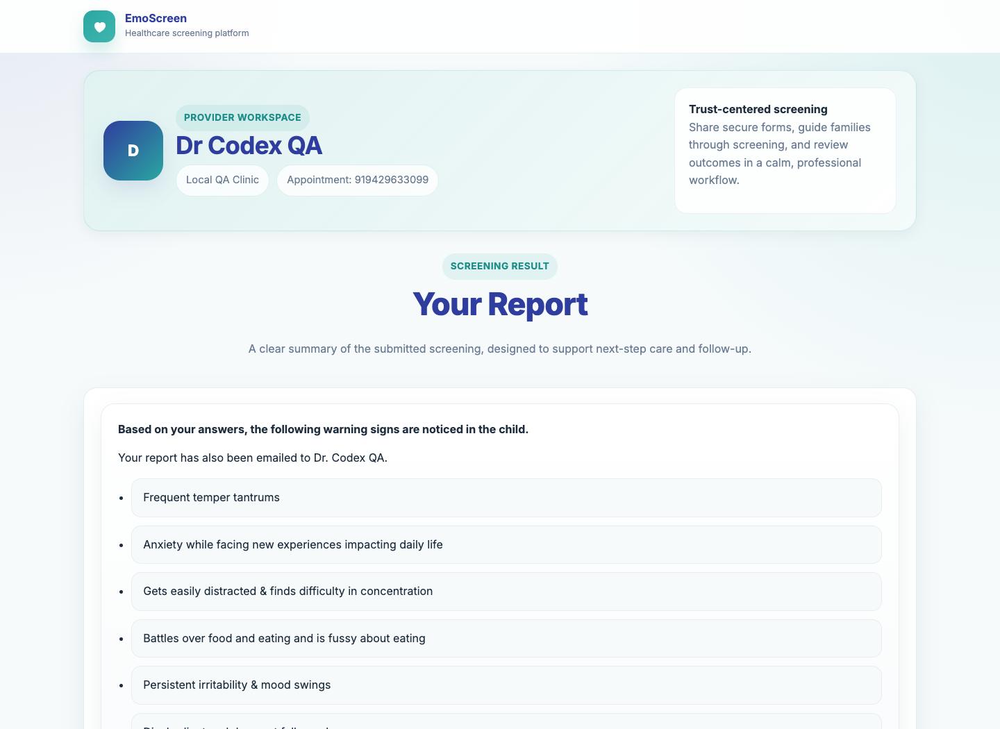 EmoScreen
Healthcare screening platform
PROVIDER WORKSPACE
D
Dr Codex QA
Local QA Clinic
Appointment: 919429633099
Trust-centered screening
Share secure forms, guide families
through screening, and review
outcomes in a calm, professional
workflow.
SCREENING RESULT
Your Report
A clear summary of the submitted screening, designed to support next-step care and follow-up.
Based on your answers, the following warning signs are noticed in the child.
Your report has also been emailed to Dr. Codex QA.
• Frequent temper tantrums
• Anxiety while facing new experiences impacting daily life
• Gets easily distracted & finds difficulty in concentration
• Battles over food and eating and is fussy about eating
• Persistent irritability & mood swings